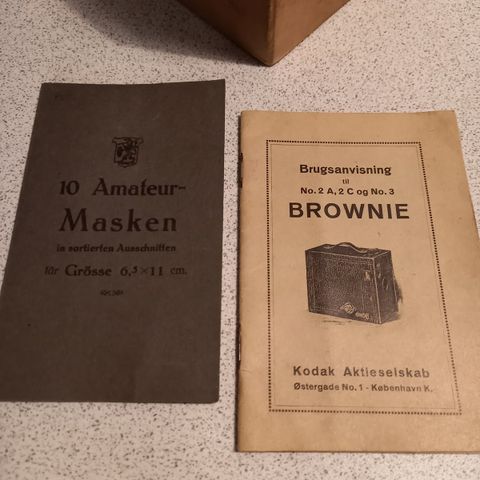 10 Amateur-
Masken
in sortierten Ausschnitten
für Grösse 6,5×11 cm.
Brugsanvisning
til
No. 2 A, 2 C og No. 3
BROWNIE
Kodak Aktieselskab
Østergade No. 1 - København K.